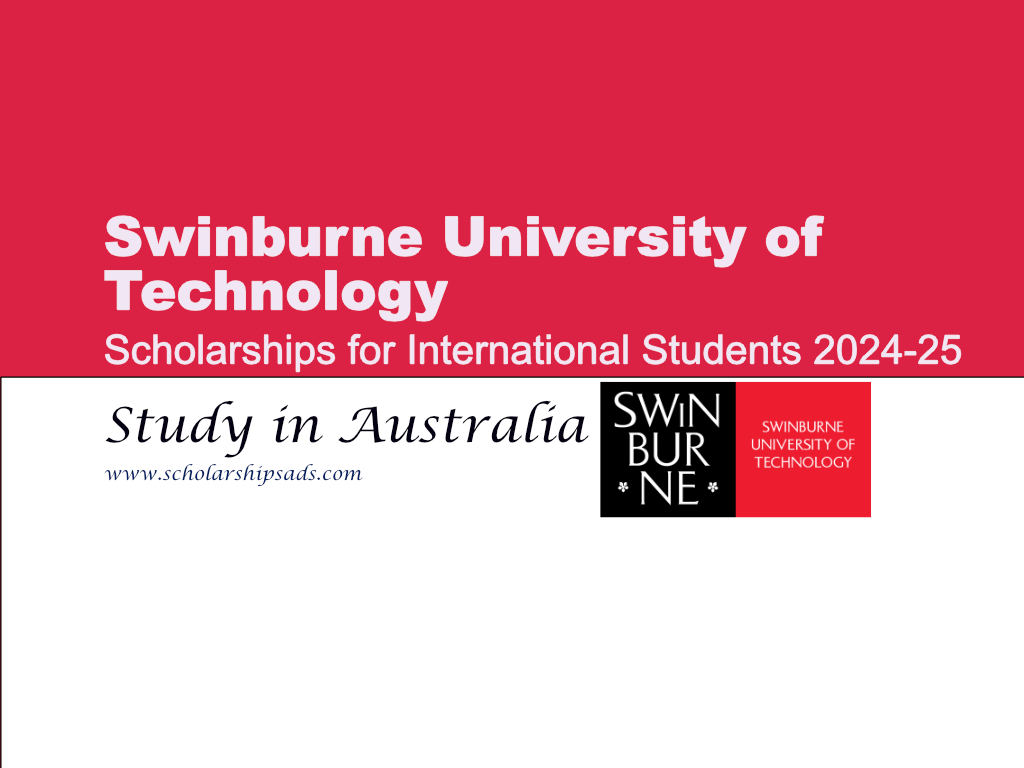 Swinburne University of
Technology
Scholarships for International Students 2024-25
Study in Australia
www.scholarshipsads.com
SWiN
BUR
NE
SWINBURNE
UNIVERSITY OF
TECHNOLOGY